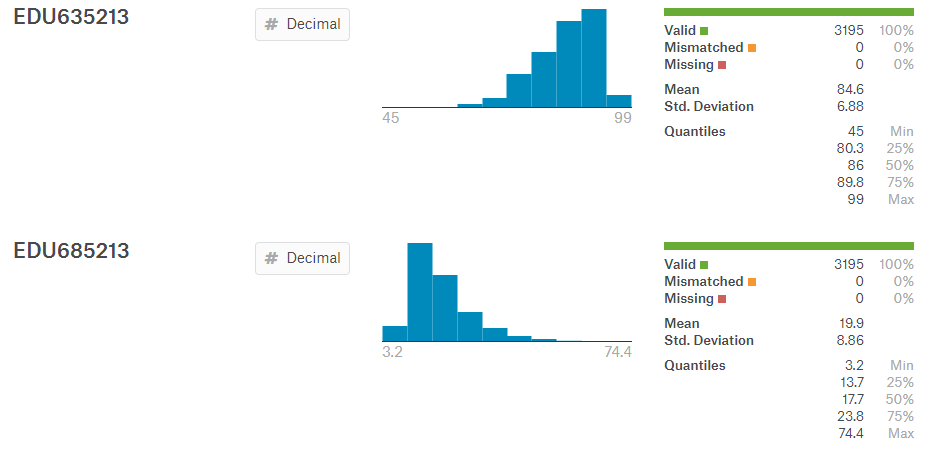 EDU635213
# Decimal
45 99
Valid 3195 100%
Mismatched 0 0%
Missing 0 0%
Mean 84.6
Std. Deviation 6.88
Quantiles 45 Min
80.3 25%
86 50%
89.8 75%
99 Max
EDU685213
# Decimal
3.2 74.4
Valid 3195 100%
Mismatched 0 0%
Missing 0 0%
Mean 19.9
Std. Deviation 8.86
Quantiles 3.2 Min
13.7 25%
17.7 50%
23.8 75%
74.4 Max